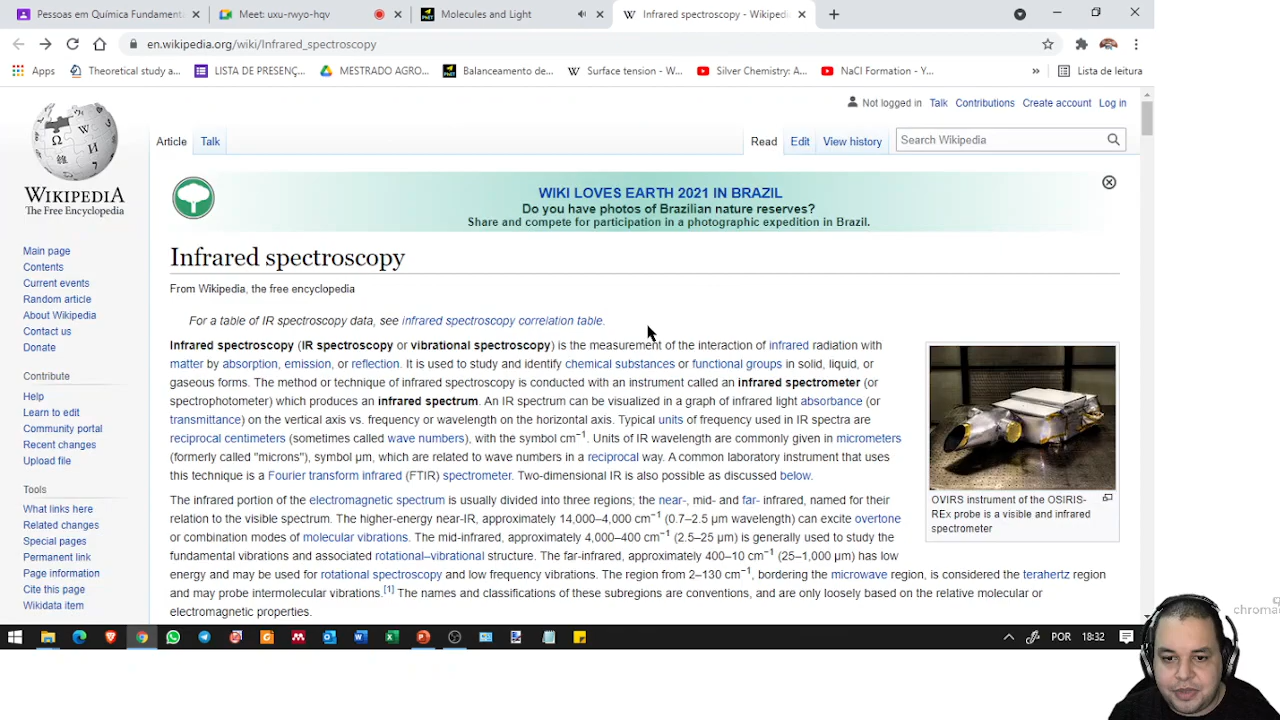 Pessoas em Química Fundament
Meet: uxu-rwyo-hqv
Molecules and Light
Infrared spectroscopy - Wikiped
en.wikipedia.org/wiki/Infrared_spectroscopy
Apps
Theoretical study a...
LISTA DE PRESENÇ...
MESTRADO AGRO...
Balanceamento de...
Surface tension - W...
Silver Chemistry: A...
NaCl Formation - Y...
»
Lista de leitura
Not logged in Talk Contributions Create account Log in
Article Talk
Read Edit View history
Search Wikipedia
WIKIPEDIA
The Free Encyclopedia
WIKI LOVES EARTH 2021 IN BRAZIL
Do you have photos of Brazilian nature reserves?
Share and compete for participation in a photographic expedition in Brazil.
Main page
Contents
Current events
Random article
About Wikipedia
Contact us
Donate
Contribute
Help
Learn to edit
Community portal
Recent changes
Upload file
Tools
What links here
Related changes
Special pages
Permanent link
Page information
Cite this page
Wikidata item
Infrared spectroscopy
From Wikipedia, the free encyclopedia
For a table of IR spectroscopy data, see infrared spectroscopy correlation table.
Infrared spectroscopy (IR spectroscopy or vibrational spectroscopy) is the measurement of the interaction of infrared radiation with
matter by absorption, emission, or reflection. It is used to study and identify chemical substances or functional groups in solid, liquid, or
gaseous forms. The method or technique of infrared spectroscopy is conducted with an instrument called an infrared spectrometer (or
spectrophotometer) which produces an infrared spectrum. An IR spectrum can be visualized in a graph of infrared light absorbance (or
transmittance) on the vertical axis vs. frequency or wavelength on the horizontal axis. Typical units of frequency used in IR spectra are
reciprocal centimeters (sometimes called wave numbers), with the symbol cm⁻¹. Units of IR wavelength are commonly given in micrometers
(formerly called "microns"), symbol μm, which are related to wave numbers in a reciprocal way. A common laboratory instrument that uses
this technique is a Fourier transform infrared (FTIR) spectrometer. Two-dimensional IR is also possible as discussed below.
The infrared portion of the electromagnetic spectrum is usually divided into three regions; the near-, mid- and far- infrared, named for their
relation to the visible spectrum. The higher-energy near-IR, approximately 14,000–4,000 cm⁻¹ (0.7–2.5 μm wavelength) can excite overtone
or combination modes of molecular vibrations. The mid-infrared, approximately 4,000–400 cm⁻¹ (2.5–25 μm) is generally used to study the
fundamental vibrations and associated rotational–vibrational structure. The far-infrared, approximately 400–10 cm⁻¹ (25–1,000 μm) has low
energy and may be used for rotational spectroscopy and low frequency vibrations. The region from 2–130 cm⁻¹, bordering the microwave region, is considered the terahertz region
and may probe intermolecular vibrations.[1] The names and classifications of these subregions are conventions, and are only loosely based on the relative molecular or
electromagnetic properties.
OVIRS instrument of the OSIRIS-
REx probe is a visible and infrared
spectrometer
POR 18:32
chroma